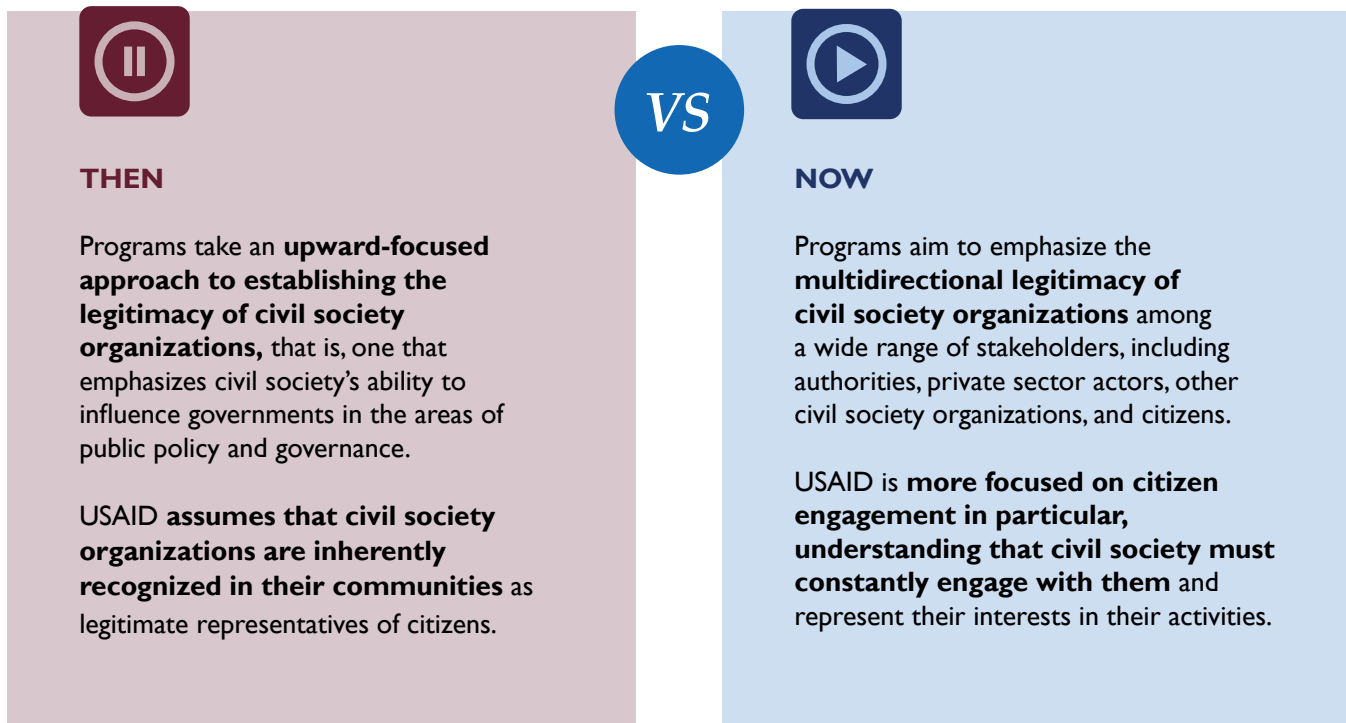 VS
THEN
Programs take an upward-focused
approach to establishing the
legitimacy of civil society
organizations, that is, one that
emphasizes civil society’s ability to
influence governments in the areas of
public policy and governance.
USAID assumes that civil society
organizations are inherently
recognized in their communities as
legitimate representatives of citizens.
NOW
Programs aim to emphasize the
multidirectional legitimacy of
civil society organizations among
a wide range of stakeholders, including
authorities, private sector actors, other
civil society organizations, and citizens.
USAID is more focused on citizen
engagement in particular,
understanding that civil society must
constantly engage with them and
represent their interests in their activities.